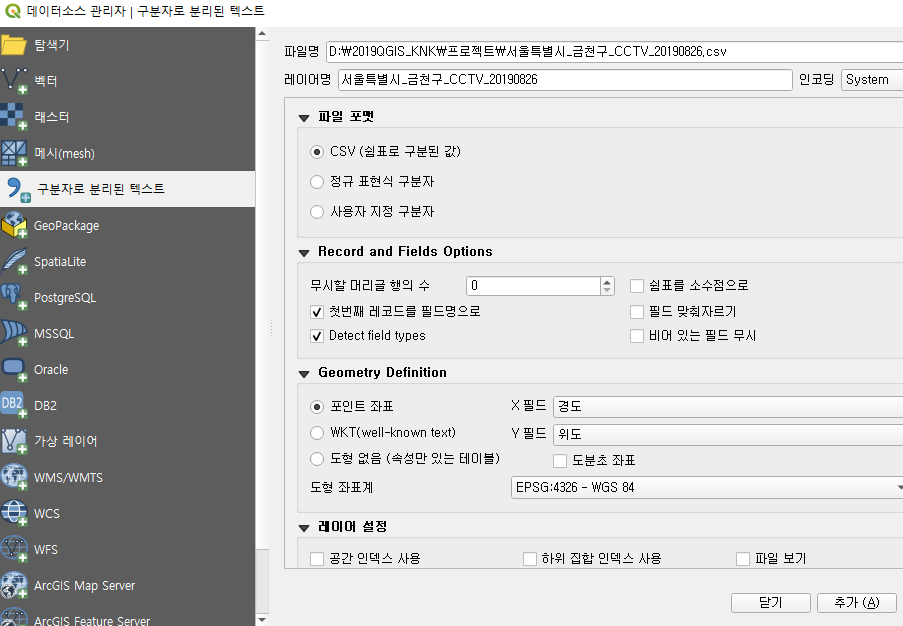 데이터소스 관리자 | 구분자로 분리된 텍스트
탐색기
벡터
래스터
메시(mesh)
구분자로 분리된 텍스트
GeoPackage
SpatiaLite
PostgreSQL
MSSQL
Oracle
DB2 DB2
가상 레이어
WMS/WMTS
WCS
WFS
ArcGIS Map Server
ArcGIS Feature Server
파일명 D:₩2019QGIS_KNK₩프로젝트₩서울특별시_금천구_CCTV_20190826.csv
레이어명 서울특별시_금천구_CCTV_20190826 인코딩 System
파일 포맷
CSV (쉼표로 구분된 값)
정규 표현식 구분자
사용자 지정 구분자
Record and Fields Options
무시할 머리글 행의 수 0 쉼표를 소수점으로
첫번째 레코드를 필드명으로 필드 맞춰자르기
Detect field types 비어 있는 필드 무시
Geometry Definition
포인트 좌표 X 필드 경도
WKT(well-known text) Y 필드 위도
도형 없음 (속성만 있는 테이블) 도분초 좌표
도형 좌표계 EPSG:4326 - WGS 84
레이어 설정
공간 인덱스 사용 하위 집합 인덱스 사용 파일 보기
닫기 추가 (A)